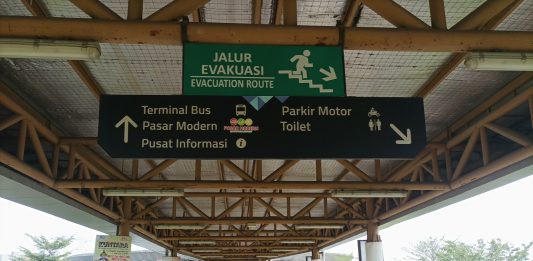 JALUR
EVAKUASI
EVACUATION ROUTE
Terminal Bus
Pasar Modern
Pusat Informasi
i
Parkir Motor
Toilet